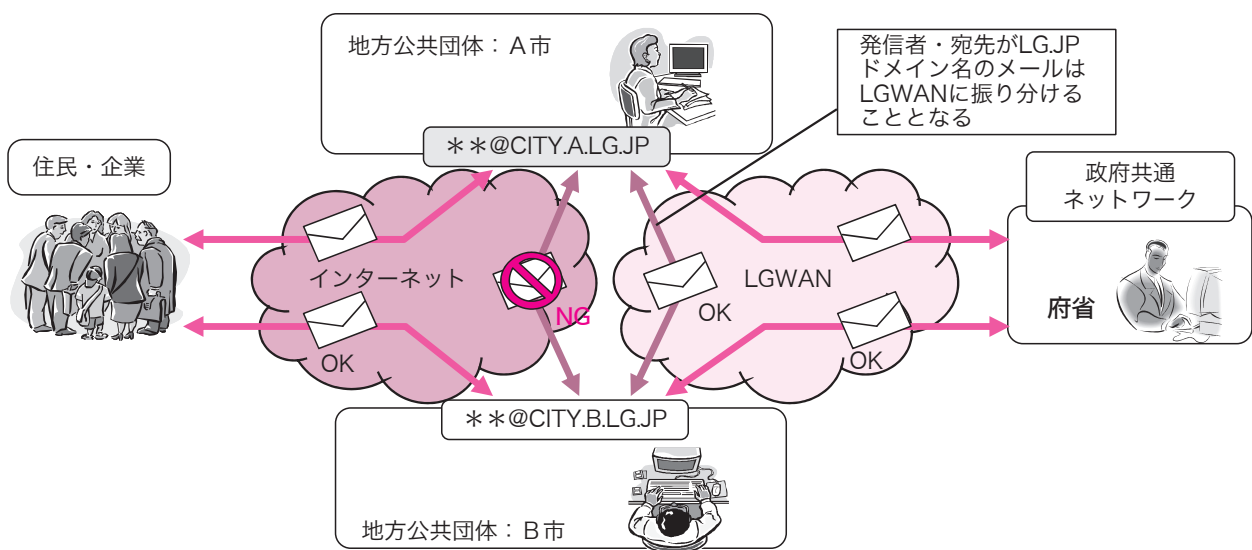 地方公共団体：A市
発信者・宛先がLG.JP
ドメイン名のメールは
LGWANに振り分ける
こととなる
＊＊@CITY.A.LG.JP
住民・企業
政府共通
ネットワーク
インターネット
LGWAN
NG
OK
府省
OK
OK
＊＊@CITY.B.LG.JP
地方公共団体：B市